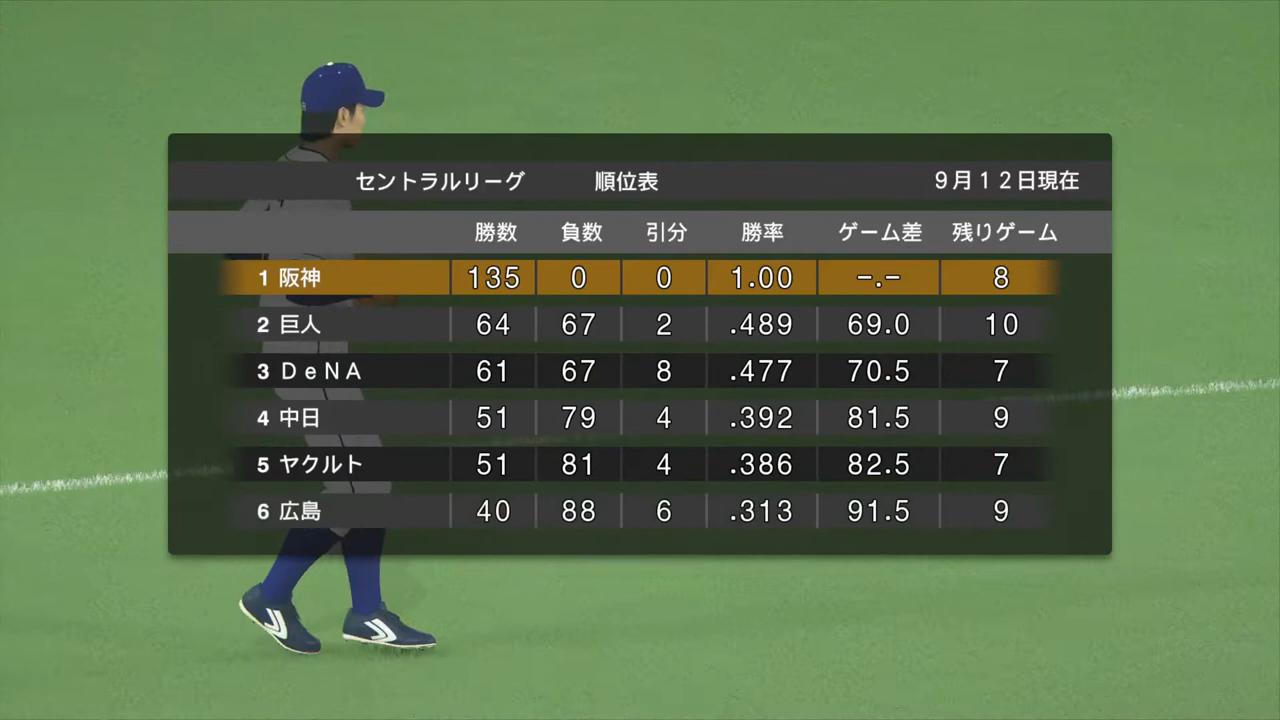 セントラルリーグ 順位表 9月12日現在
勝数 負数 引分 勝率 ゲーム差 残りゲーム
1 阪神 135 0 0 1.00 -.- 8
2 巨人 64 67 2 .489 69.0 10
3 DeNA 61 67 8 .477 70.5 7
4 中日 51 79 4 .392 81.5 9
5 ヤクルト 51 81 4 .386 82.5 7
6 広島 40 88 6 .313 91.5 9